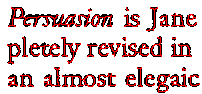 Persuasion is Jane
pletely revised in
an almost elegaic